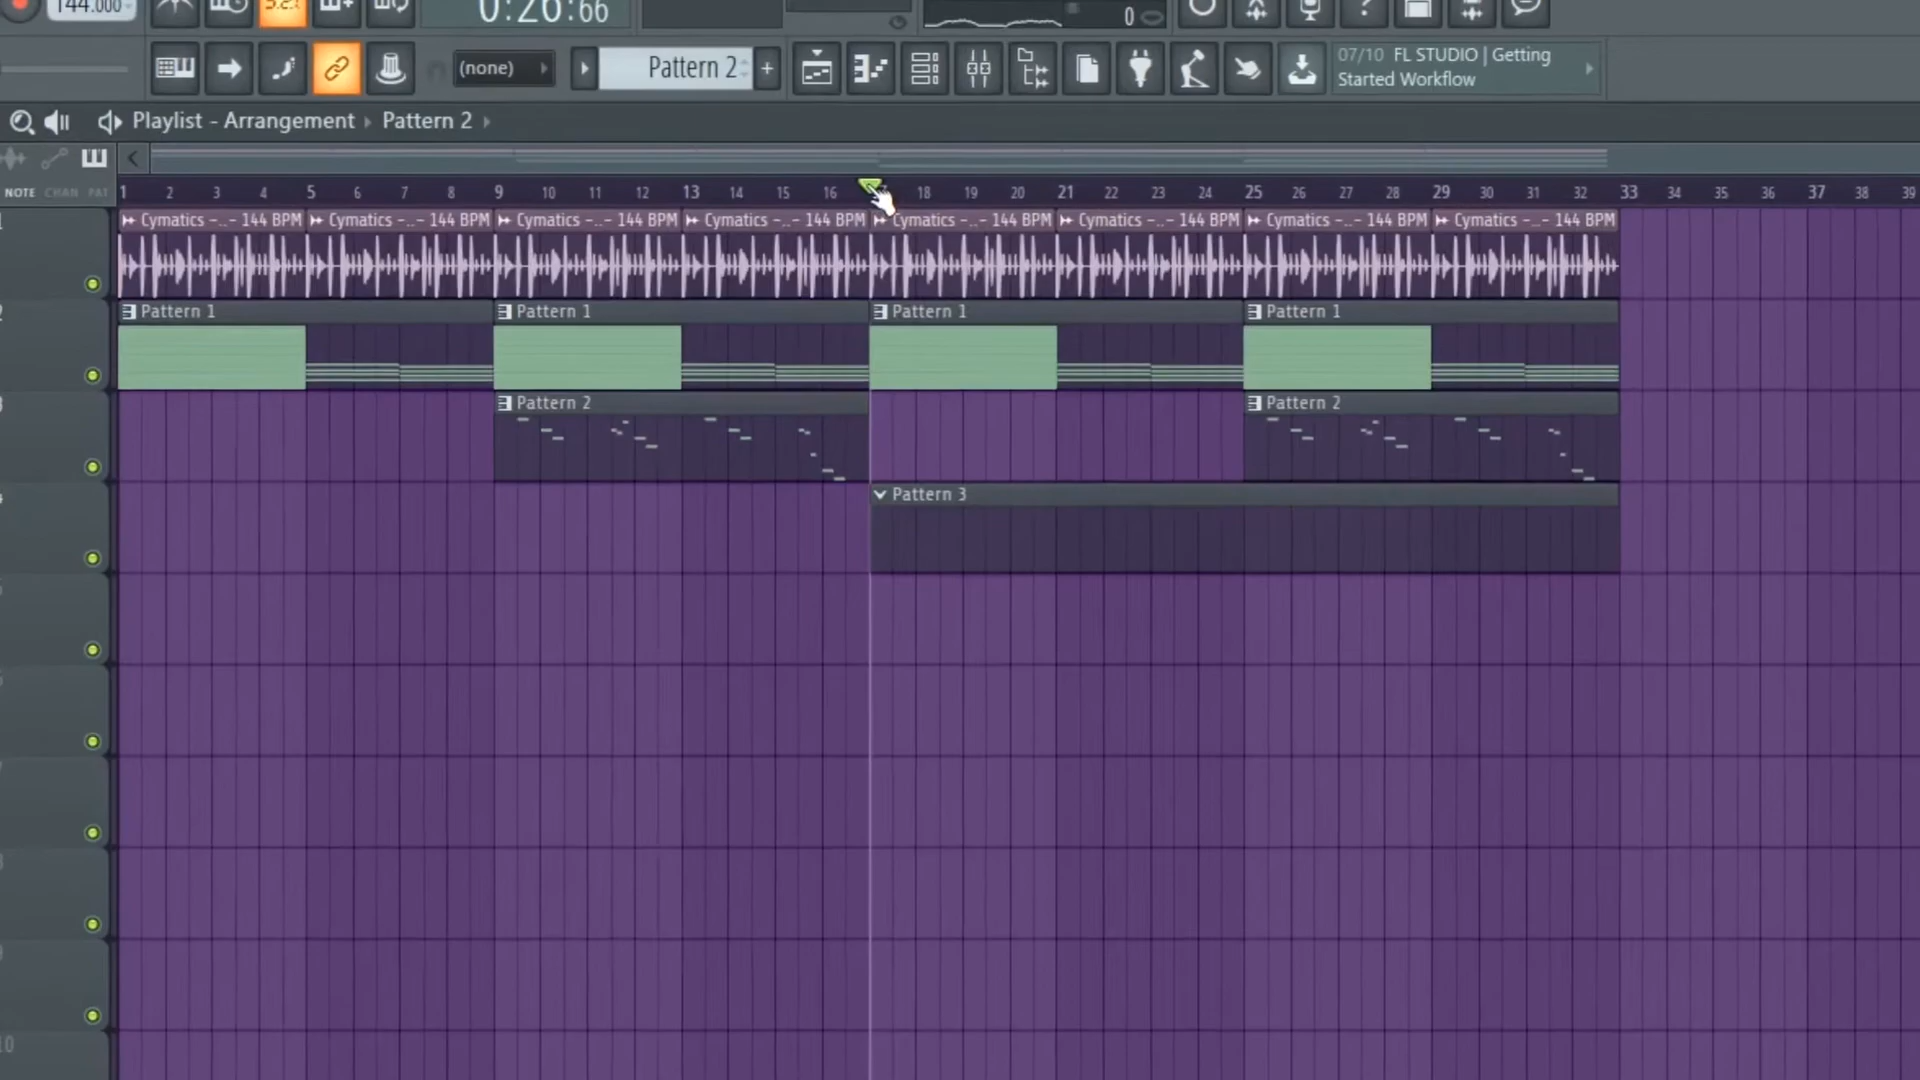 144.000
0:26:66
0
(none)
Pattern 2
+
07/10 FL STUDIO | Getting
Started Workflow
Playlist - Arrangement › Pattern 2 ›
NOTE CHAN PAT
1 2 3 4 5 6 7 8 9 10 11 12 13 14 15 16 18 19 20 21 22 23 24 25 26 27 28 29 30 31 32 33 34 35 36 37 38 39
Cymatics -..- 144 BPM Cymatics -..- 144 BPM Cymatics -..- 144 BPM Cymatics -..- 144 BPM Cymatics -..- 144 BPM Cymatics -..- 144 BPM Cymatics -..- 144 BPM Cymatics -..- 144 BPM
Pattern 1 Pattern 1 Pattern 1 Pattern 1
Pattern 2 Pattern 2
Pattern 3
10